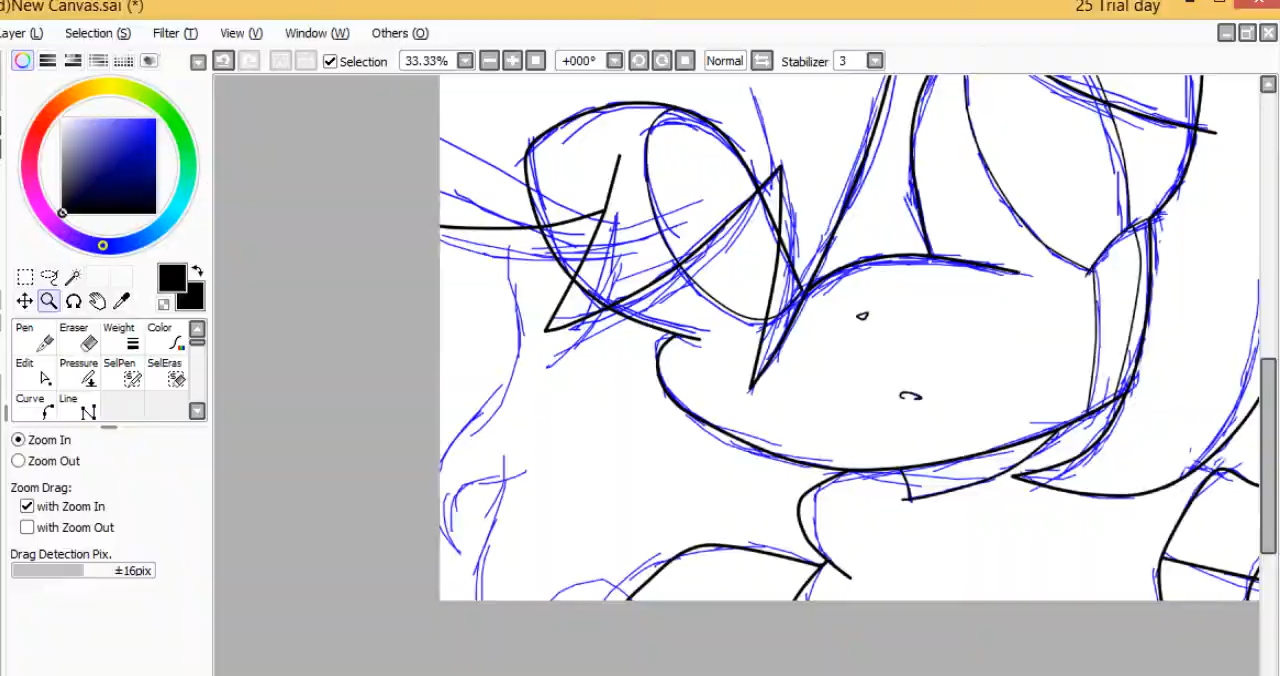 d)New Canvas.sai (*)
25 Trial day
ayer (L) Selection (S) Filter (T) View (V) Window (W) Others (O)
Selection 33.33% +000° Normal Stabilizer 3
Pen Eraser Weight Color
Edit Pressure SelPen SelEras
Curve Line
Zoom In
Zoom Out
Zoom Drag:
with Zoom In
with Zoom Out
Drag Detection Pix.
±16pix